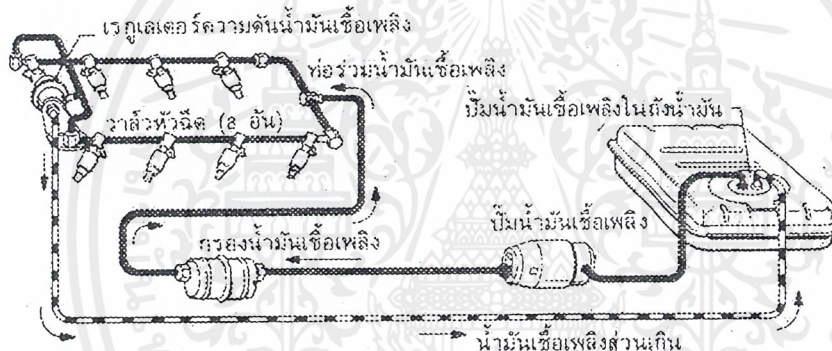 เรกูเลเตอร์ความดันน้ำมันเชื้อเพลิง
ท่อร่วมน้ำมันเชื้อเพลิง
ปั๊มน้ำมันเชื้อเพลิงในถังน้ำมัน
วาล์วหัวฉีด (8 อัน)
ปั๊มน้ำมันเชื้อเพลิง
กรองน้ำมันเชื้อเพลิง
น้ำมันเชื้อเพลิงส่วนเกิน